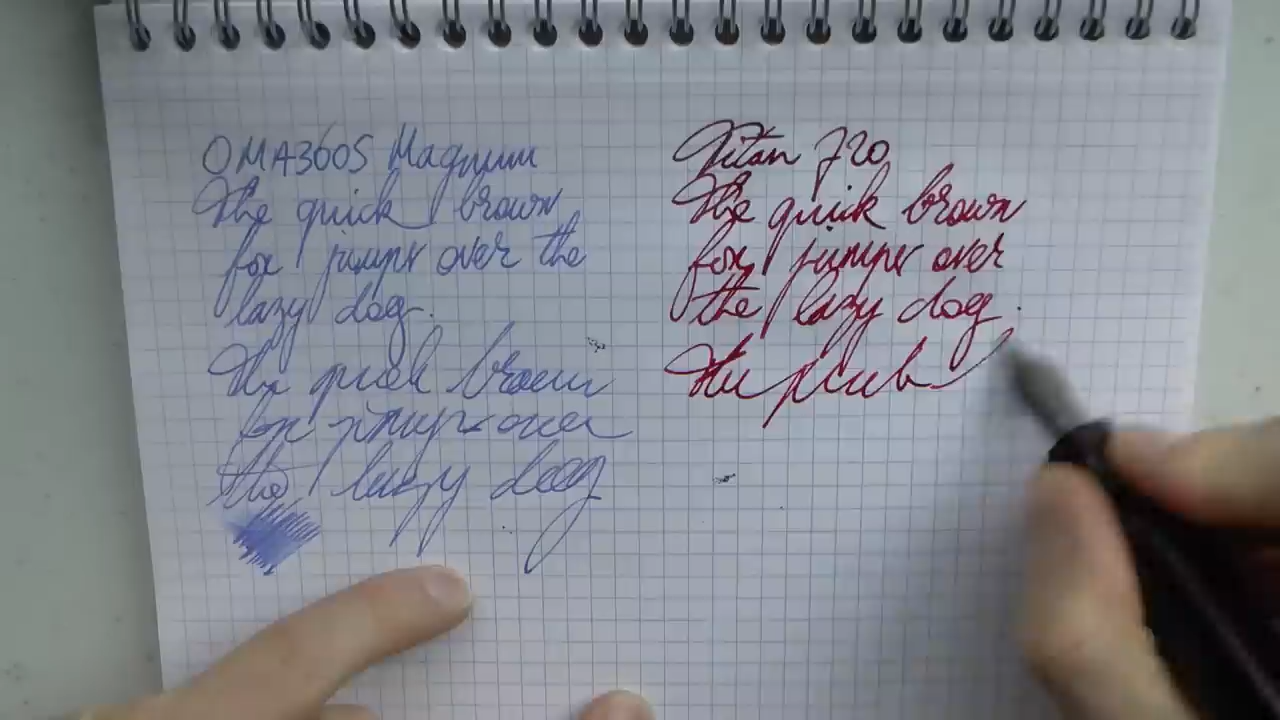 OMA360S Magnum
The quick brown
fox jumps over the
lazy dog.
The quick brown
fox jumps over
the lazy dog
Titan 720
The quick brown
fox jumps over
the lazy dog.
The quick